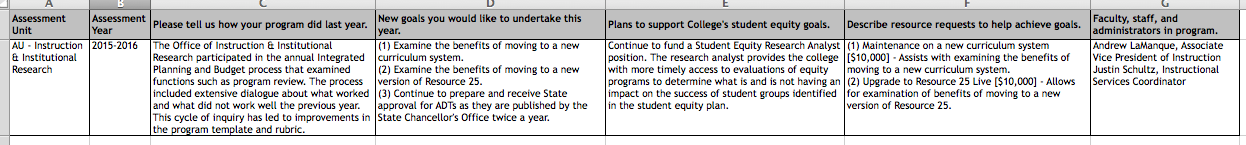 A B C D E F G
Assessment Unit
Assessment Year
Please tell us how your program did last year.
New goals you would like to undertake this
year.
Plans to support College's student equity goals.
Describe resource requests to help achieve goals.
Faculty, staff, and
administrators in program.
AU - Instruction
& Institutional
Research
2015-2016
The Office of Instruction & Institutional
Research participated in the annual Integrated
Planning and Budget process that examined
functions such as program review. The process
included extensive dialogue about what worked
and what did not work well the previous year.
This cycle of inquiry has led to improvements in
the program template and rubric.
(1) Examine the benefits of moving to a new
curriculum system.
(2) Examine the benefits of moving to a new
version of Resource 25.
(3) Continue to prepare and receive State
approval for ADTs as they are published by the
State Chancellor's Office twice a year.
Continue to fund a Student Equity Research Analyst
position. The research analyst provides the college
with more timely access to evaluations of equity
programs to determine what is and is not having an
impact on the success of student groups identified
in the student equity plan.
(1) Maintenance on a new curriculum system
[$10,000] - Assists with examining the benefits of
moving to a new curriculum system.
(2) Upgrade to Resource 25 Live [$10,000] - Allows
for examination of benefits of moving to a new
version of Resource 25.
Andrew LaManque, Associate
Vice President of Instruction
Justin Schultz, Instructional
Services Coordinator